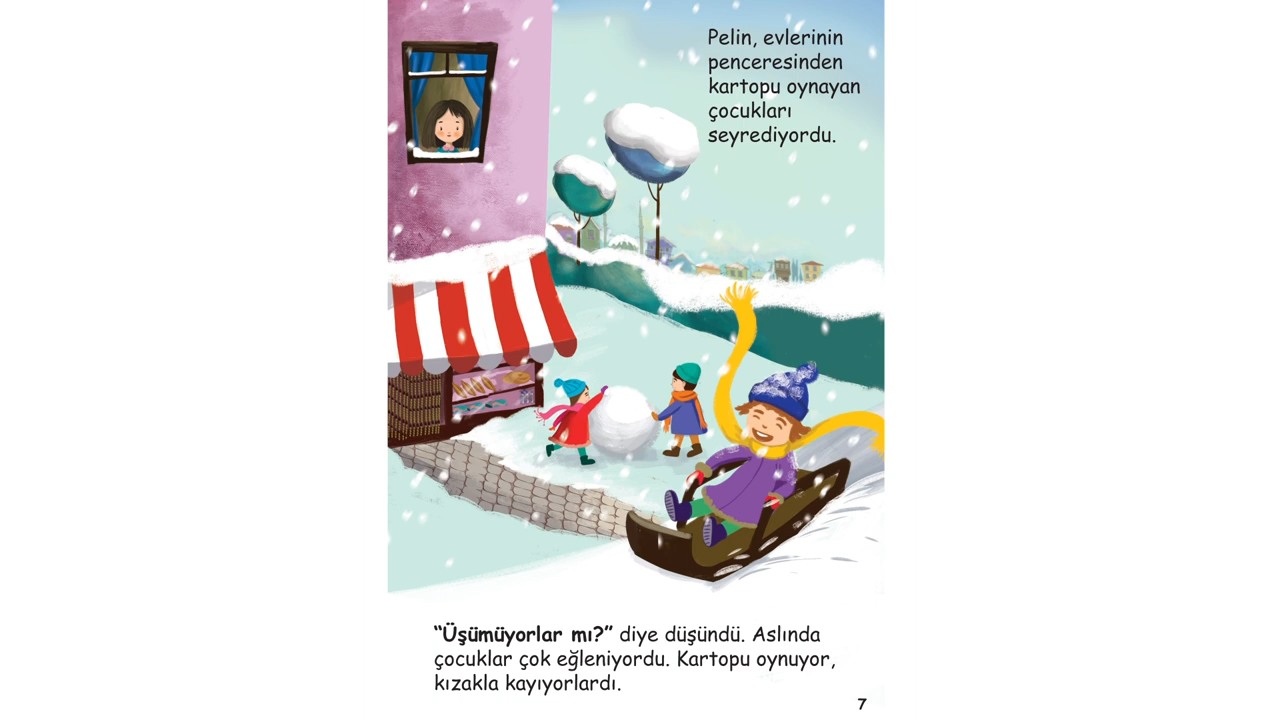 Pelin, evlerinin
penceresinden
kartopu oynayan
çocukları
seyrediyordu.
“Üşümüyorlar mı?” diye düşündü. Aslında
çocuklar çok eğleniyordu. Kartopu oynuyor,
kızakla kayıyorlardı.
7